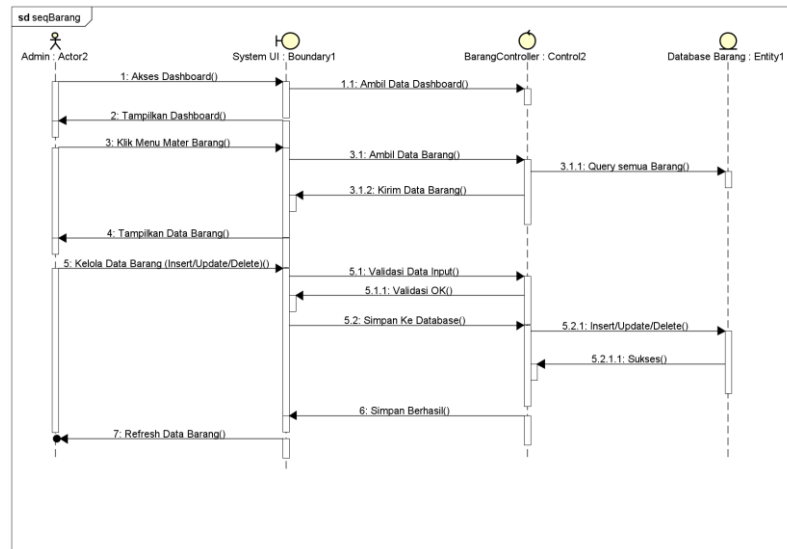 sd seqBarang
Admin : Actor2
System UI : Boundary1
BarangController : Control2
Database Barang : Entity1
1: Akses Dashboard()
1.1: Ambil Data Dashboard()
2: Tampilkan Dashboard()
3: Klik Menu Mater Barang()
3.1: Ambil Data Barang()
3.1.1: Query semua Barang()
3.1.2: Kirim Data Barang()
4: Tampilkan Data Barang()
5: Kelola Data Barang (Insert/Update/Delete)()
5.1: Validasi Data Input()
5.1.1: Validasi OK()
5.2: Simpan Ke Database()
5.2.1: Insert/Update/Delete()
5.2.1.1: Sukses()
6: Simpan Berhasil()
7: Refresh Data Barang()